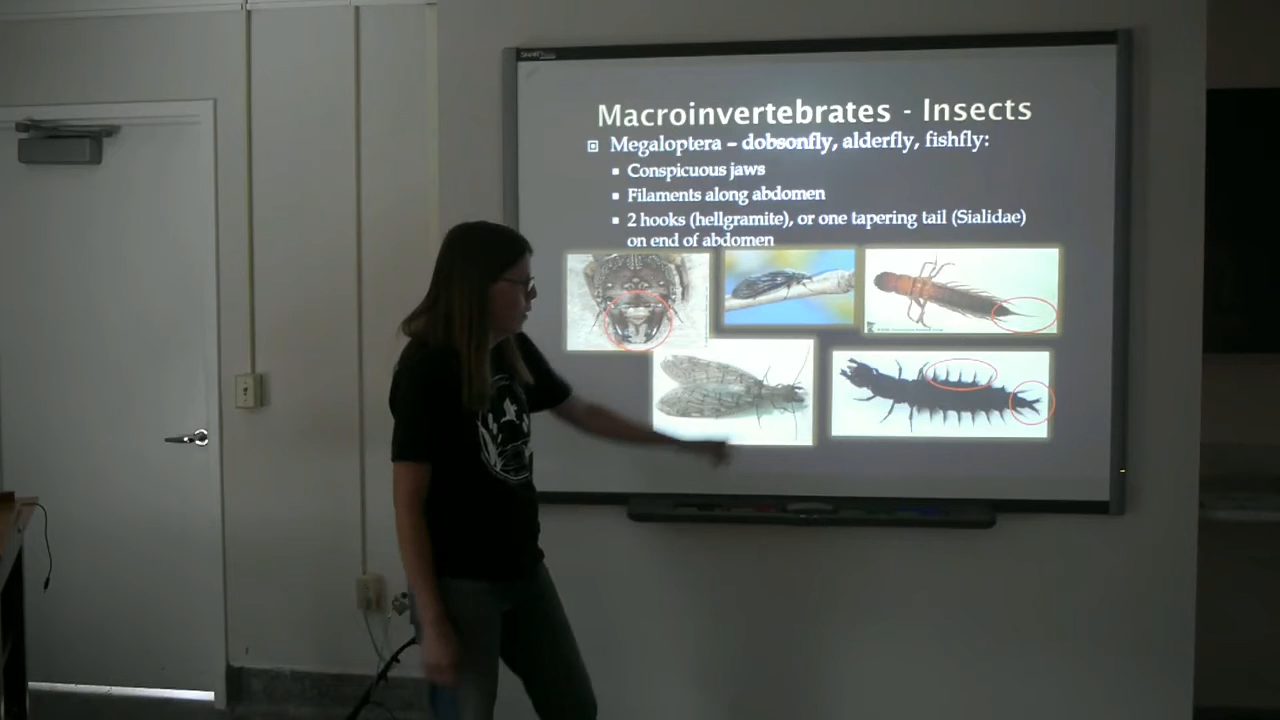 Macroinvertebrates - Insects
Megaloptera – dobsonfly, alderfly, fishfly:
Conspicuous jaws
Filaments along abdomen
2 hooks (hellgramite), or one tapering tail (Sialidae)
on end of abdomen